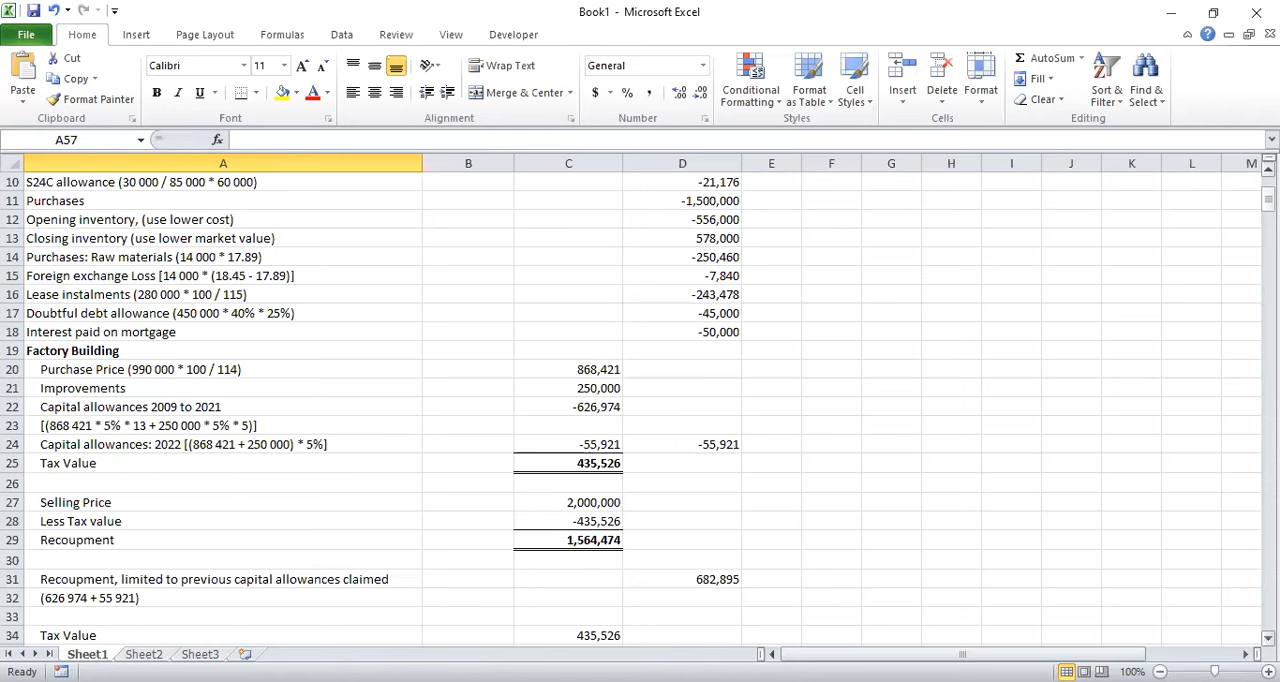 Book1 - Microsoft Excel
File Home Insert Page Layout Formulas Data Review View Developer
Paste
Cut
Copy
Format Painter
Clipboard
Calibri 11
B I U
Font
Wrap Text
Merge & Center
Alignment
General
$ % ,
Number
Conditional Formatting
Format as Table
Cell Styles
Styles
Insert
Delete
Format
Cells
AutoSum
Fill
Clear
Sort & Filter
Find & Select
Editing
A57 fx
A B C D E F G H I J K L M
10 S24C allowance (30 000 / 85 000 * 60 000) -21,176
11 Purchases -1,500,000
12 Opening inventory, (use lower cost) -556,000
13 Closing inventory (use lower market value) 578,000
14 Purchases: Raw materials (14 000 * 17.89) -250,460
15 Foreign exchange Loss [14 000 * (18.45 - 17.89)] -7,840
16 Lease instalments (280 000 * 100 / 115) -243,478
17 Doubtful debt allowance (450 000 * 40% * 25%) -45,000
18 Interest paid on mortgage -50,000
19 Factory Building
20 Purchase Price (990 000 * 100 / 114) 868,421
21 Improvements 250,000
22 Capital allowances 2009 to 2021 -626,974
23 [(868 421 * 5% * 13 + 250 000 * 5% * 5)]
24 Capital allowances: 2022 [(868 421 + 250 000) * 5%] -55,921 -55,921
25 Tax Value 435,526
26
27 Selling Price 2,000,000
28 Less Tax value -435,526
29 Recoupment 1,564,474
30
31 Recoupment, limited to previous capital allowances claimed 682,895
32 (626 974 + 55 921)
33
34 Tax Value 435,526
Sheet1 Sheet2 Sheet3
Ready 100%